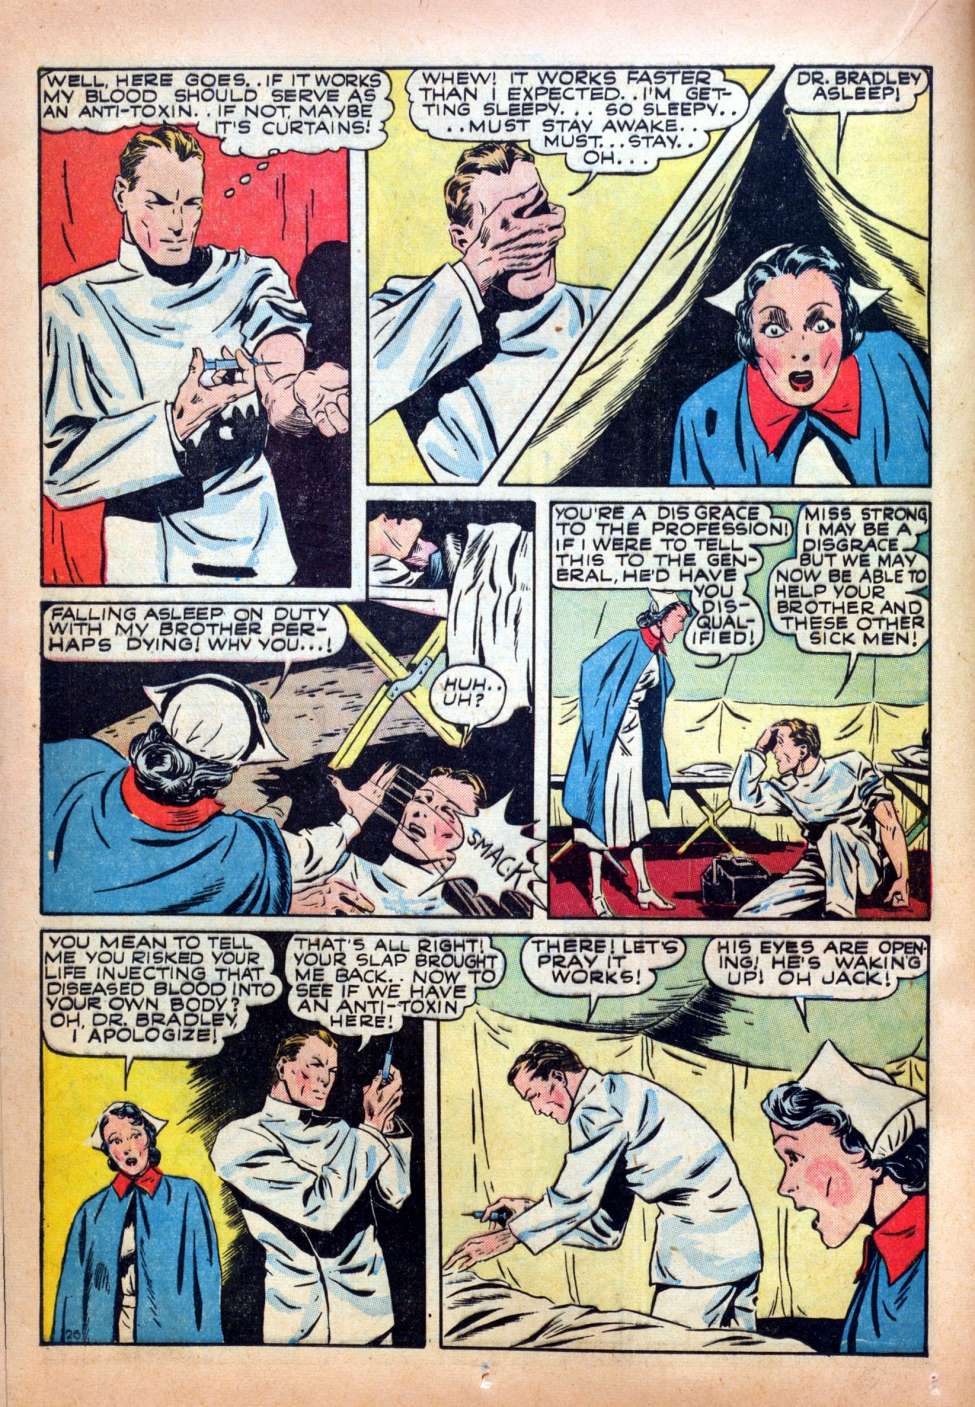 WELL, HERE GOES.. IF IT WORKS
MY BLOOD SHOULD SERVE AS
AN ANTI-TOXIN.. IF NOT, MAYBE
IT'S CURTAINS!
WHEW! IT WORKS FASTER
THAN I EXPECTED.. I'M GET-
TING SLEEPY... SO SLEEPY..
..MUST STAY AWAKE..
MUST...STAY..
OH...
DR. BRADLEY
ASLEEP!
FALLING ASLEEP ON DUTY
WITH MY BROTHER PER-
HAPS DYING! WHY YOU...!
HUH..
UH?
SMACK
YOU'RE A DISGRACE
TO THE PROFESSION!
IF I WERE TO TELL
THIS TO THE GEN-
ERAL, HE'D HAVE
YOU
DIS-
QUAL-
IFIED!
MISS STRONG,
I MAY BE A
DISGRACE
BUT WE MAY
NOW BE ABLE TO
HELP YOUR
BROTHER AND
THESE OTHER
SICK MEN!
YOU MEAN TO TELL
ME YOU RISKED YOUR
LIFE INJECTING THAT
DISEASED BLOOD INTO
YOUR OWN BODY?
OH, DR. BRADLEY,
I APOLOGIZE!
THAT'S ALL RIGHT!
YOUR SLAP BROUGHT
ME BACK.. NOW TO
SEE IF WE HAVE
AN ANTI-TOXIN
HERE!
THERE! LET'S
PRAY IT
WORKS!
HIS EYES ARE OPEN-
ING! HE'S WAKING
UP! OH JACK!
20